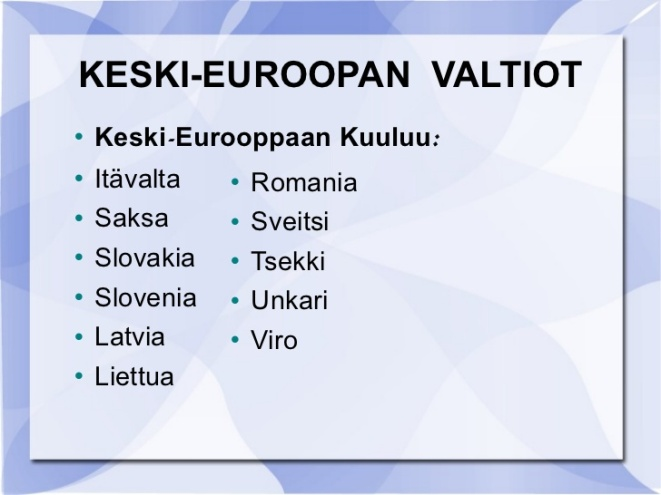 KESKI-EUROOPAN VALTIOT
• Keski-Eurooppaan Kuuluu:
• Itävalta
• Saksa
• Slovakia
• Slovenia
• Latvia
• Liettua
• Romania
• Sveitsi
• Tsekki
• Unkari
• Viro